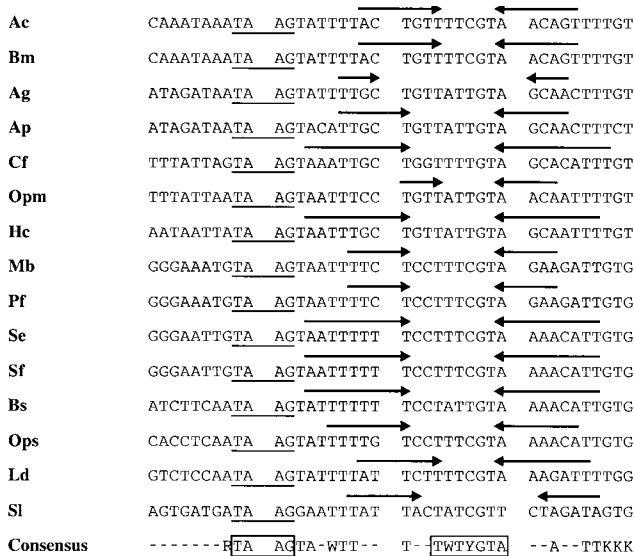 Ac CAAATAAATA AGTATTTTAC TGTTTTCGTA ACAGTTTTGT
Bm CAAATAAATA AGTATTTTAC TGTTTTCGTA ACAGTTTTGT
Ag ATAGATAATA AGTATTTTGC TGTTATTGTA GCAACTTTGT
Ap ATAGATAATA AGTACATTGC TGTTATTGTA GCAACTTTCT
Cf TTTATTAGTA AGTAAATTGC TGGTTTTGTA GCACATTTGT
Opm TTTATTAATA AGTAATTTCC TGTTATTGTA ACAATTTTGT
Hc AATAATTATA AGTAATTTGC TGTTATTGTA GCAATTTTGT
Mb GGGAAATGTA AGTAATTTTC TCCTTTCGTA GAAGATTGTG
Pf GGGAAATGTA AGTAATTTTC TCCTTTCGTA GAAGATTGTG
Se GGGAATTGTA AGTAATTTTT TCCTTTCGTA AAACATTGTG
Sf GGGAATTGTA AGTAATTTTT TCCTTTCGTA AAACATTGTG
Bs ATCTTCAATA AGTATTTTTT TCCTATTGTA AAACATTGTG
Ops CACCTCAATA AGTATTTTTG TCCTTTCGTA AAACATTGTG
Ld GTCTCCAATA AGTATTTTAT TCTTTTCGTA AAGATTTTGG
Sl AGTGATGATA AGGAATTTAT TACTATCGTT CTAGATAGTG
Consensus -------RTA AGTA-WTT-- T--TWTYGTA --A--TTKKK